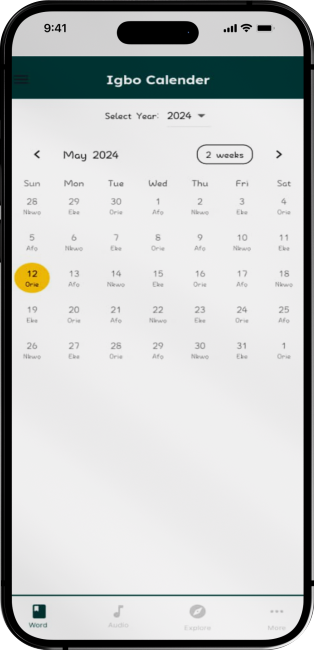 9:41
Igbo Calender
Select Year: 2024
May 2024 2 weeks
Sun Mon Tue Wed Thu Fri Sat
28 29 30 1 2 3 4
Nkwo Eke Orie Afo Nkwo Eke Orie
5 6 7 8 9 10 11
Afo Nkwo Eke Orie Afo Nkwo Eke
12 13 14 15 16 17 18
Orie Afo Nkwo Eke Orie Afo Nkwo
19 20 21 22 23 24 25
Eke Orie Afo Nkwo Eke Orie Afo
26 27 28 29 30 31 1
Nkwo Eke Orie Afo Nkwo Eke Orie
Word Audio Explore More